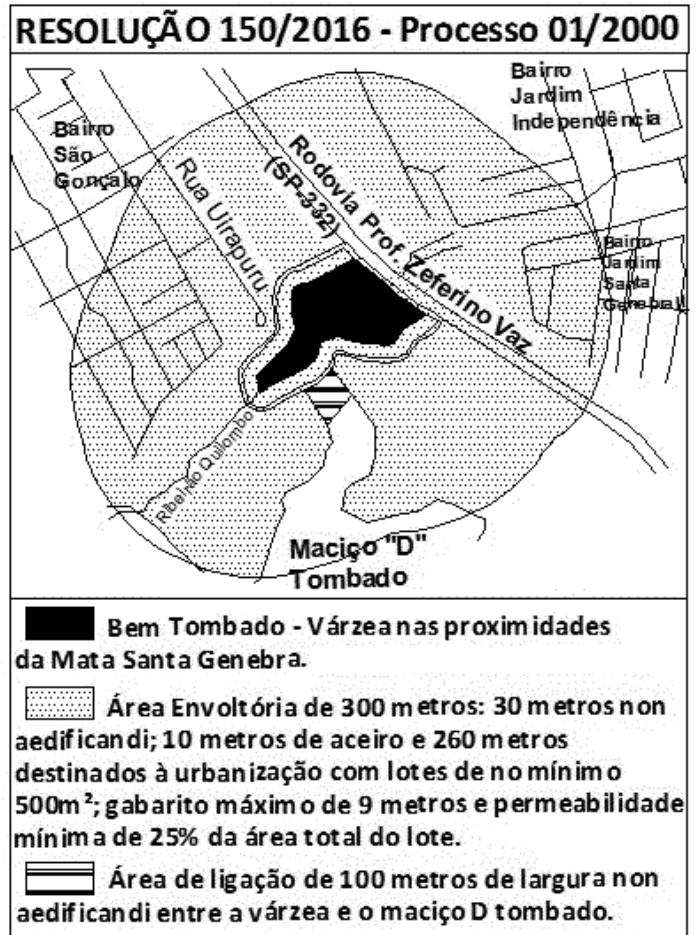 RESOLUÇÃO 150/2016 - Processo 01/2000
Bairro
Jardim
Independência
Bairro
São
Gonçalo
Rua Uirapuru
Rodovia Prof. Zeferino Vaz
(SP-332)
Bairro
Jardim
Santa
Genebra I
Ribeirão Quilombo
Maciço "D"
Tombado
Bem Tombado - Várzea nas proximidades
da Mata Santa Genebra.
Área Envoltória de 300 metros: 30 metros non
aedificandi; 10 metros de aceiro e 260 metros
destinados à urbanização com lotes de no mínimo
500m²; gabarito máximo de 9 metros e permeabilidade
mínima de 25% da área total do lote.
Área de ligação de 100 metros de largura non
aedificandi entre a várzea e o maciço D tombado.